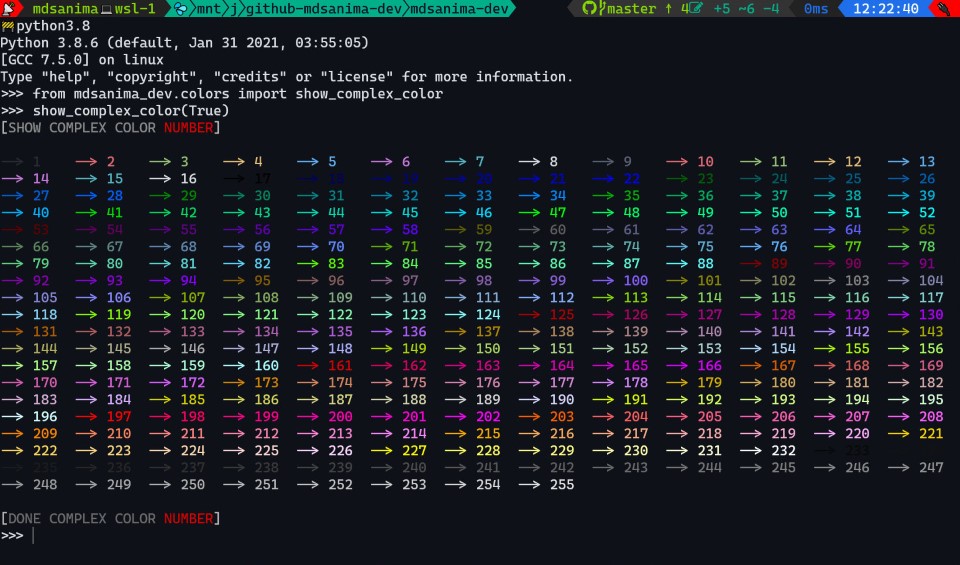 mdsanima wsl-1 mnt j github-mdsanima-dev mdsanima-dev master ↑ 4 +5 ~6 -4 0ms 12:22:40
python3.8
Python 3.8.6 (default, Jan 31 2021, 03:55:05)
[GCC 7.5.0] on linux
Type "help", "copyright", "credits" or "license" for more information.
>>> from mdsanima_dev.colors import show_complex_color
>>> show_complex_color(True)
[SHOW COMPLEX COLOR NUMBER]
→ 1 → 2 → 3 → 4 → 5 → 6 → 7 → 8 → 9 → 10 → 11 → 12 → 13
→ 14 → 15 → 16 → 17 → 18 → 19 → 20 → 21 → 22 → 23 → 24 → 25 → 26
→ 27 → 28 → 29 → 30 → 31 → 32 → 33 → 34 → 35 → 36 → 37 → 38 → 39
→ 40 → 41 → 42 → 43 → 44 → 45 → 46 → 47 → 48 → 49 → 50 → 51 → 52
→ 53 → 54 → 55 → 56 → 57 → 58 → 59 → 60 → 61 → 62 → 63 → 64 → 65
→ 66 → 67 → 68 → 69 → 70 → 71 → 72 → 73 → 74 → 75 → 76 → 77 → 78
→ 79 → 80 → 81 → 82 → 83 → 84 → 85 → 86 → 87 → 88 → 89 → 90 → 91
→ 92 → 93 → 94 → 95 → 96 → 97 → 98 → 99 → 100 → 101 → 102 → 103 → 104
→ 105 → 106 → 107 → 108 → 109 → 110 → 111 → 112 → 113 → 114 → 115 → 116 → 117
→ 118 → 119 → 120 → 121 → 122 → 123 → 124 → 125 → 126 → 127 → 128 → 129 → 130
→ 131 → 132 → 133 → 134 → 135 → 136 → 137 → 138 → 139 → 140 → 141 → 142 → 143
→ 144 → 145 → 146 → 147 → 148 → 149 → 150 → 151 → 152 → 153 → 154 → 155 → 156
→ 157 → 158 → 159 → 160 → 161 → 162 → 163 → 164 → 165 → 166 → 167 → 168 → 169
→ 170 → 171 → 172 → 173 → 174 → 175 → 176 → 177 → 178 → 179 → 180 → 181 → 182
→ 183 → 184 → 185 → 186 → 187 → 188 → 189 → 190 → 191 → 192 → 193 → 194 → 195
→ 196 → 197 → 198 → 199 → 200 → 201 → 202 → 203 → 204 → 205 → 206 → 207 → 208
→ 209 → 210 → 211 → 212 → 213 → 214 → 215 → 216 → 217 → 218 → 219 → 220 → 221
→ 222 → 223 → 224 → 225 → 226 → 227 → 228 → 229 → 230 → 231 → 232 → 233
→ 235 → 236 → 237 → 238 → 239 → 240 → 241 → 242 → 243 → 244 → 245 → 246 → 247
→ 248 → 249 → 250 → 251 → 252 → 253 → 254 → 255
[DONE COMPLEX COLOR NUMBER]
>>>